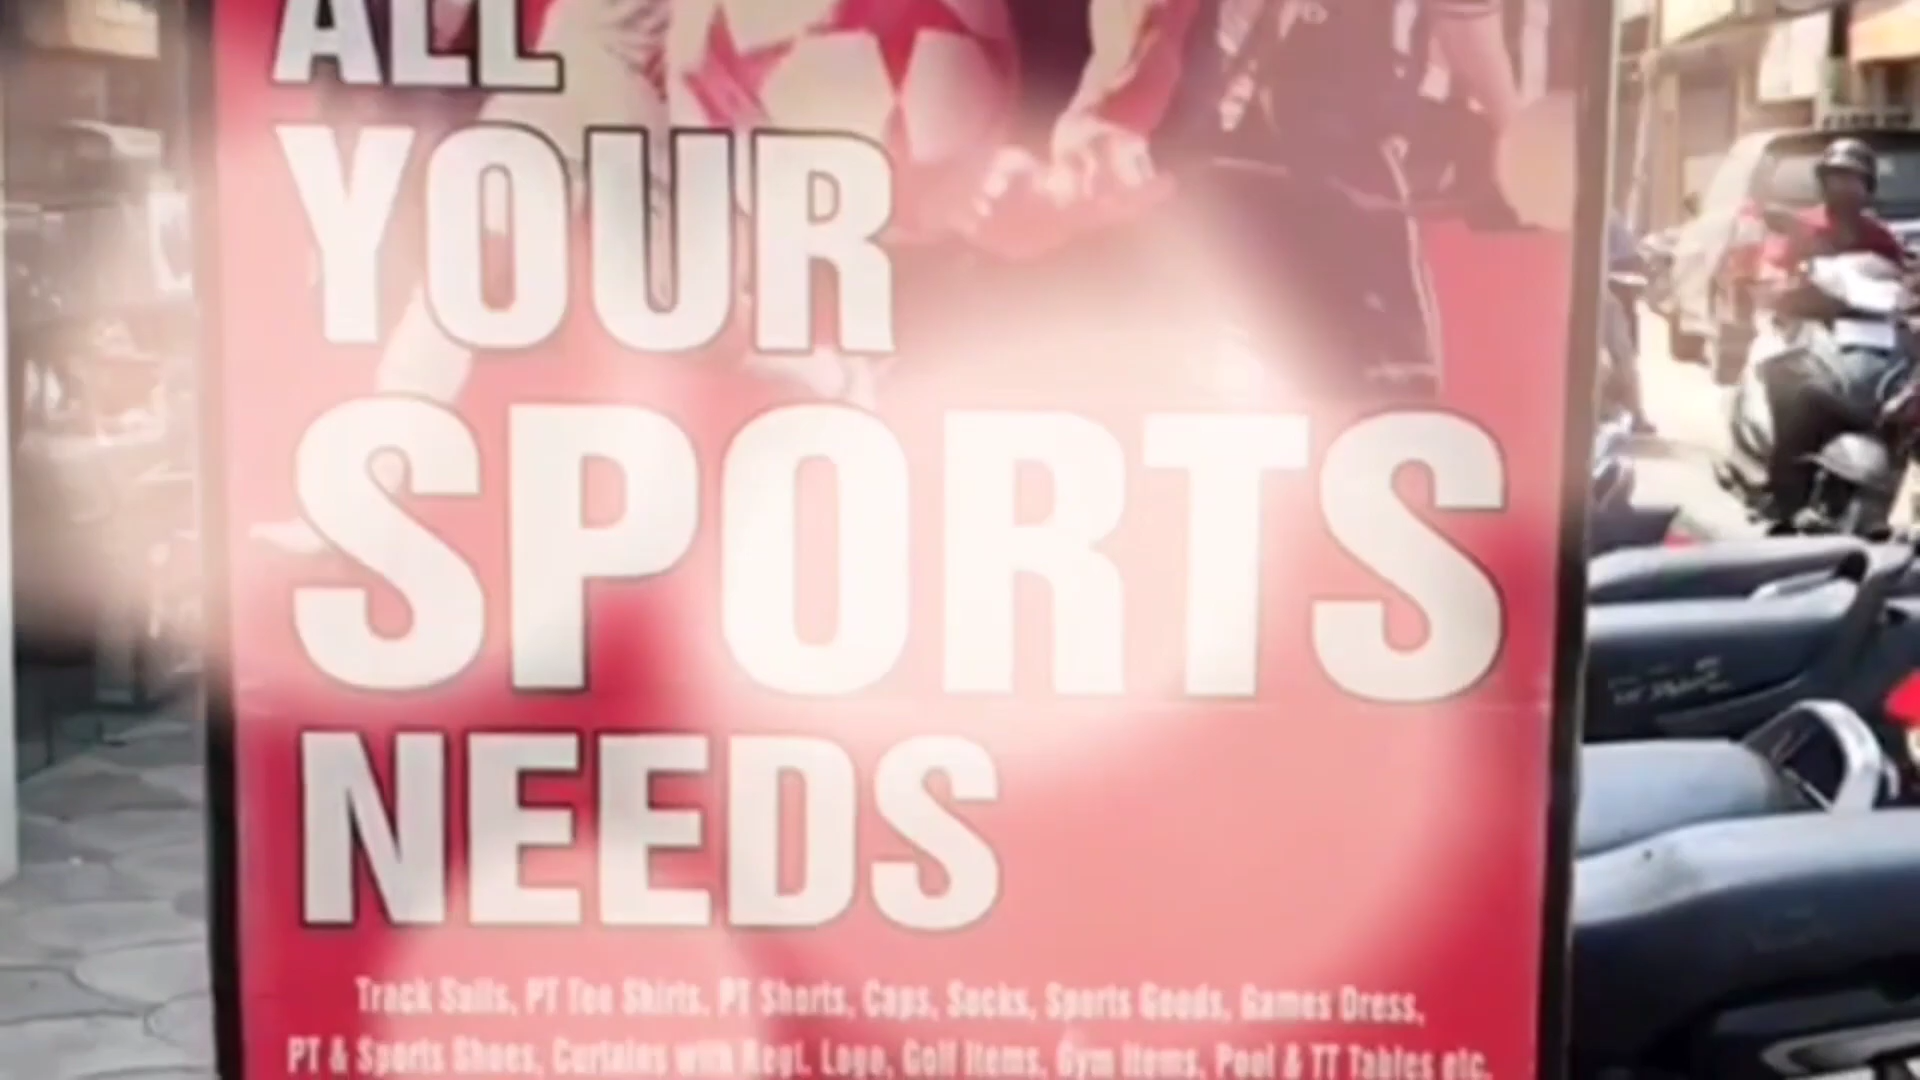 ALL
YOUR
SPORTS
NEEDS
Track Suits, PT Tee Shirts, PT Shorts, Caps, Socks, Sports Goods, Games Dress,
PT & Sports Shoes, Curtains with Regl. Logo, Golf Items, Gym Items, Pool & TT Tables etc.